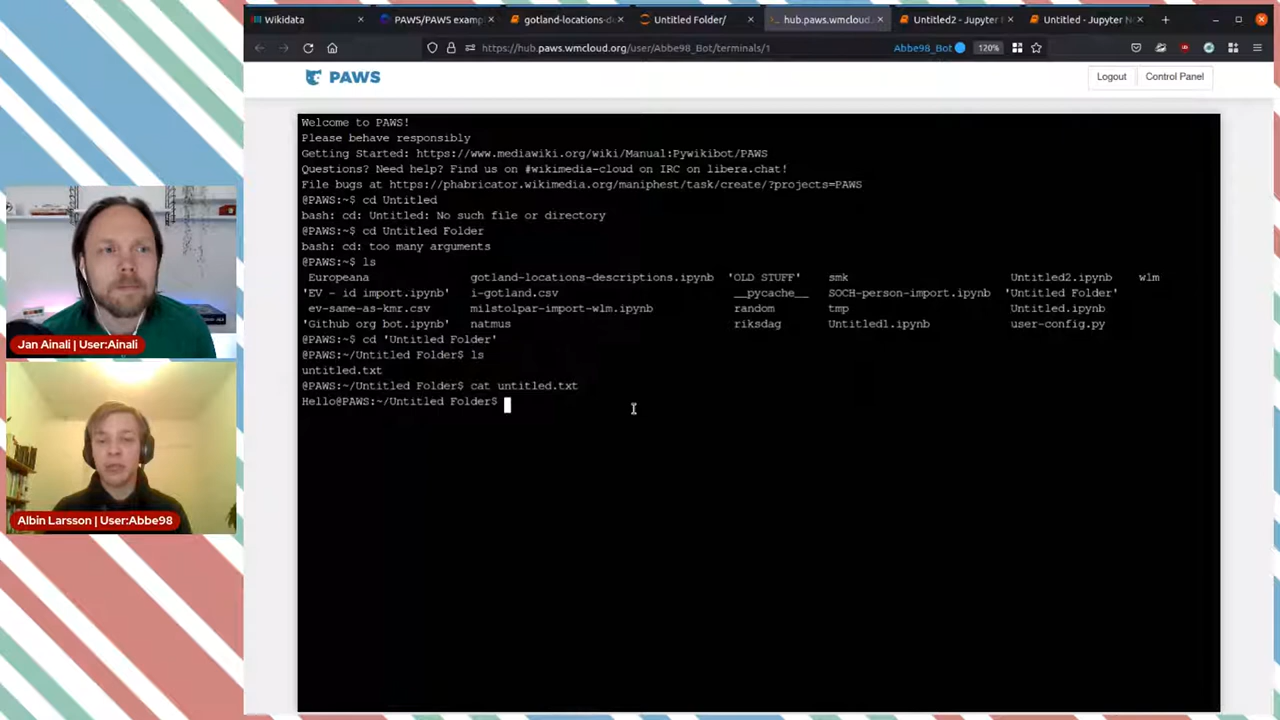 Wikidata
PAWS/PAWS examp
gotland-locations-d
Untitled Folder/
hub.paws.wmcloud.
Untitled2 - Jupyter
Untitled - Jupyter N
https://hub.paws.wmcloud.org/user/Abbe98_Bot/terminals/1
Abbe98_Bot
120%
PAWS
Logout
Control Panel
Welcome to PAWS!
Please behave responsibly
Getting Started: https://www.mediawiki.org/wiki/Manual:Pywikibot/PAWS
Questions? Need help? Find us on #wikimedia-cloud on IRC on libera.chat!
File bugs at https://phabricator.wikimedia.org/maniphest/task/create/?projects=PAWS
@PAWS:~$ cd Untitled
bash: cd: Untitled: No such file or directory
@PAWS:~$ cd Untitled Folder
bash: cd: too many arguments
@PAWS:~$ ls
Europeana gotland-locations-descriptions.ipynb 'OLD STUFF' smk Untitled2.ipynb wlm
'EV - id import.ipynb' i-gotland.csv __pycache__ SOCH-person-import.ipynb 'Untitled Folder'
ev-same-as-kmr.csv milstolpar-import-wlm.ipynb random tmp Untitled.ipynb
'Github org bot.ipynb' natmus riksdag Untitled1.ipynb user-config.py
@PAWS:~$ cd 'Untitled Folder'
@PAWS:~/Untitled Folder$ ls
untitled.txt
@PAWS:~/Untitled Folder$ cat untitled.txt
Hello@PAWS:~/Untitled Folder$
Jan Ainali | User:Ainali
Albin Larsson | User:Abbe98